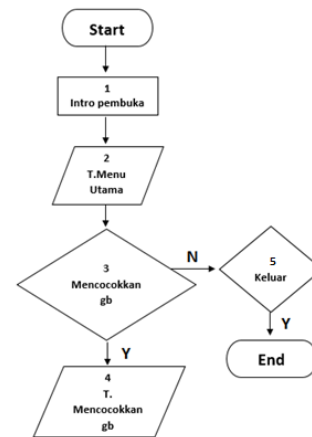 Start
1
Intro pembuka
2
T.Menu
Utama
3
Mencocokkan
gb
N
5
Keluar
Y
Y
End
4
T.
Mencocokkan
gb